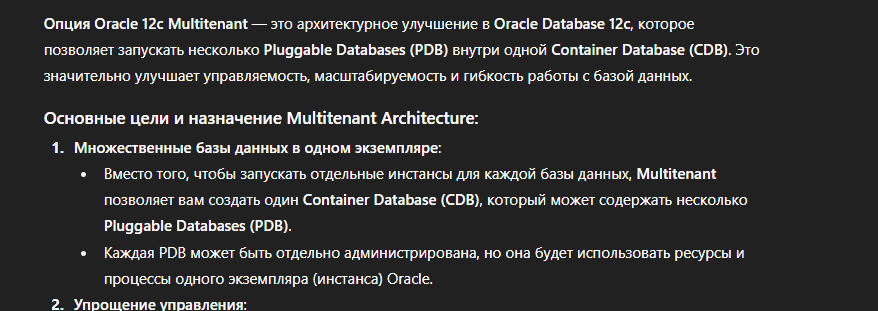 Опция Oracle 12c Multitenant — это архитектурное улучшение в Oracle Database 12c, которое
позволяет запускать несколько Pluggable Databases (PDB) внутри одной Container Database (CDB). Это
значительно улучшает управляемость, масштабируемость и гибкость работы с базой данных.
Основные цели и назначение Multitenant Architecture:
1. Множественные базы данных в одном экземпляре:
• Вместо того, чтобы запускать отдельные инстансы для каждой базы данных, Multitenant
позволяет вам создать один Container Database (CDB), который может содержать несколько
Pluggable Databases (PDB).
• Каждая PDB может быть отдельно администрирована, но она будет использовать ресурсы и
процессы одного экземпляра (инстанса) Oracle.
2. Упрощение управления: